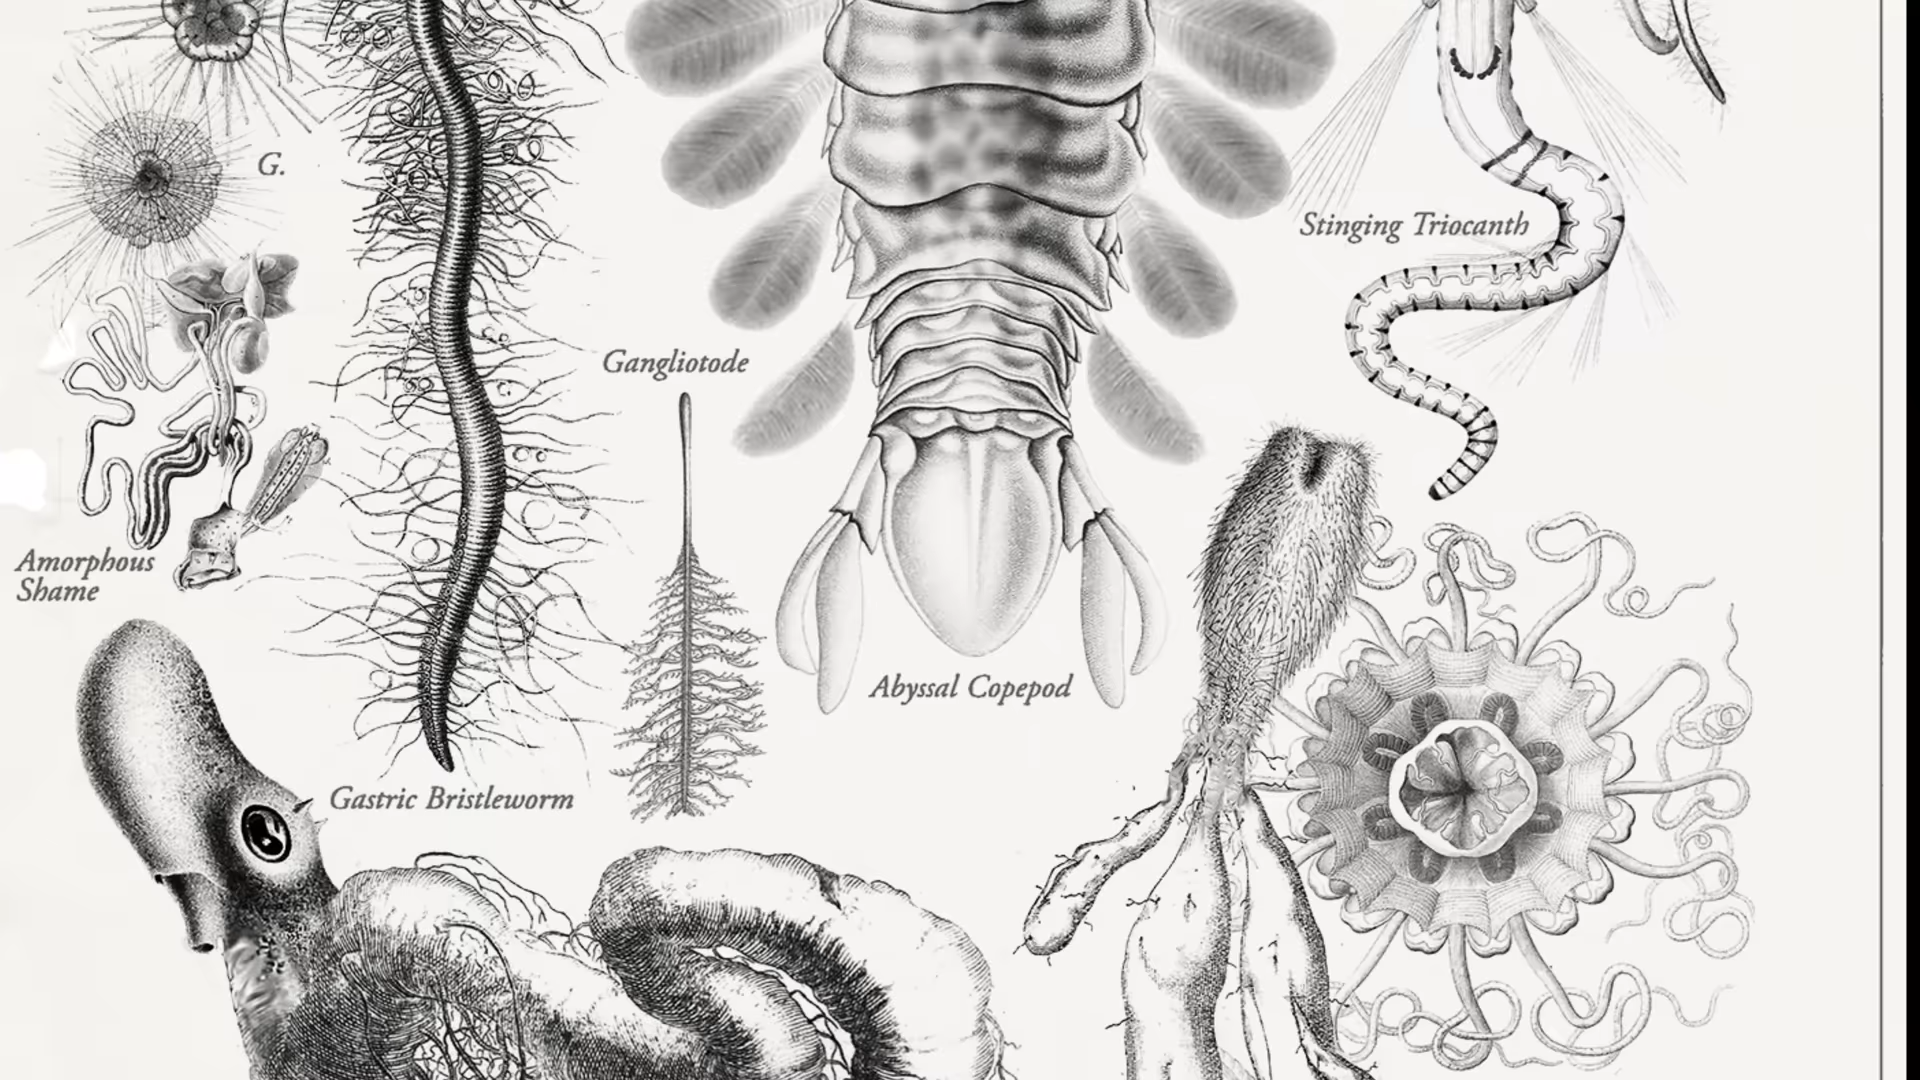 G.
Stinging Triocanth
Gangliotode
Amorphous
Shame
Abyssal Copepod
Gastric Bristleworm